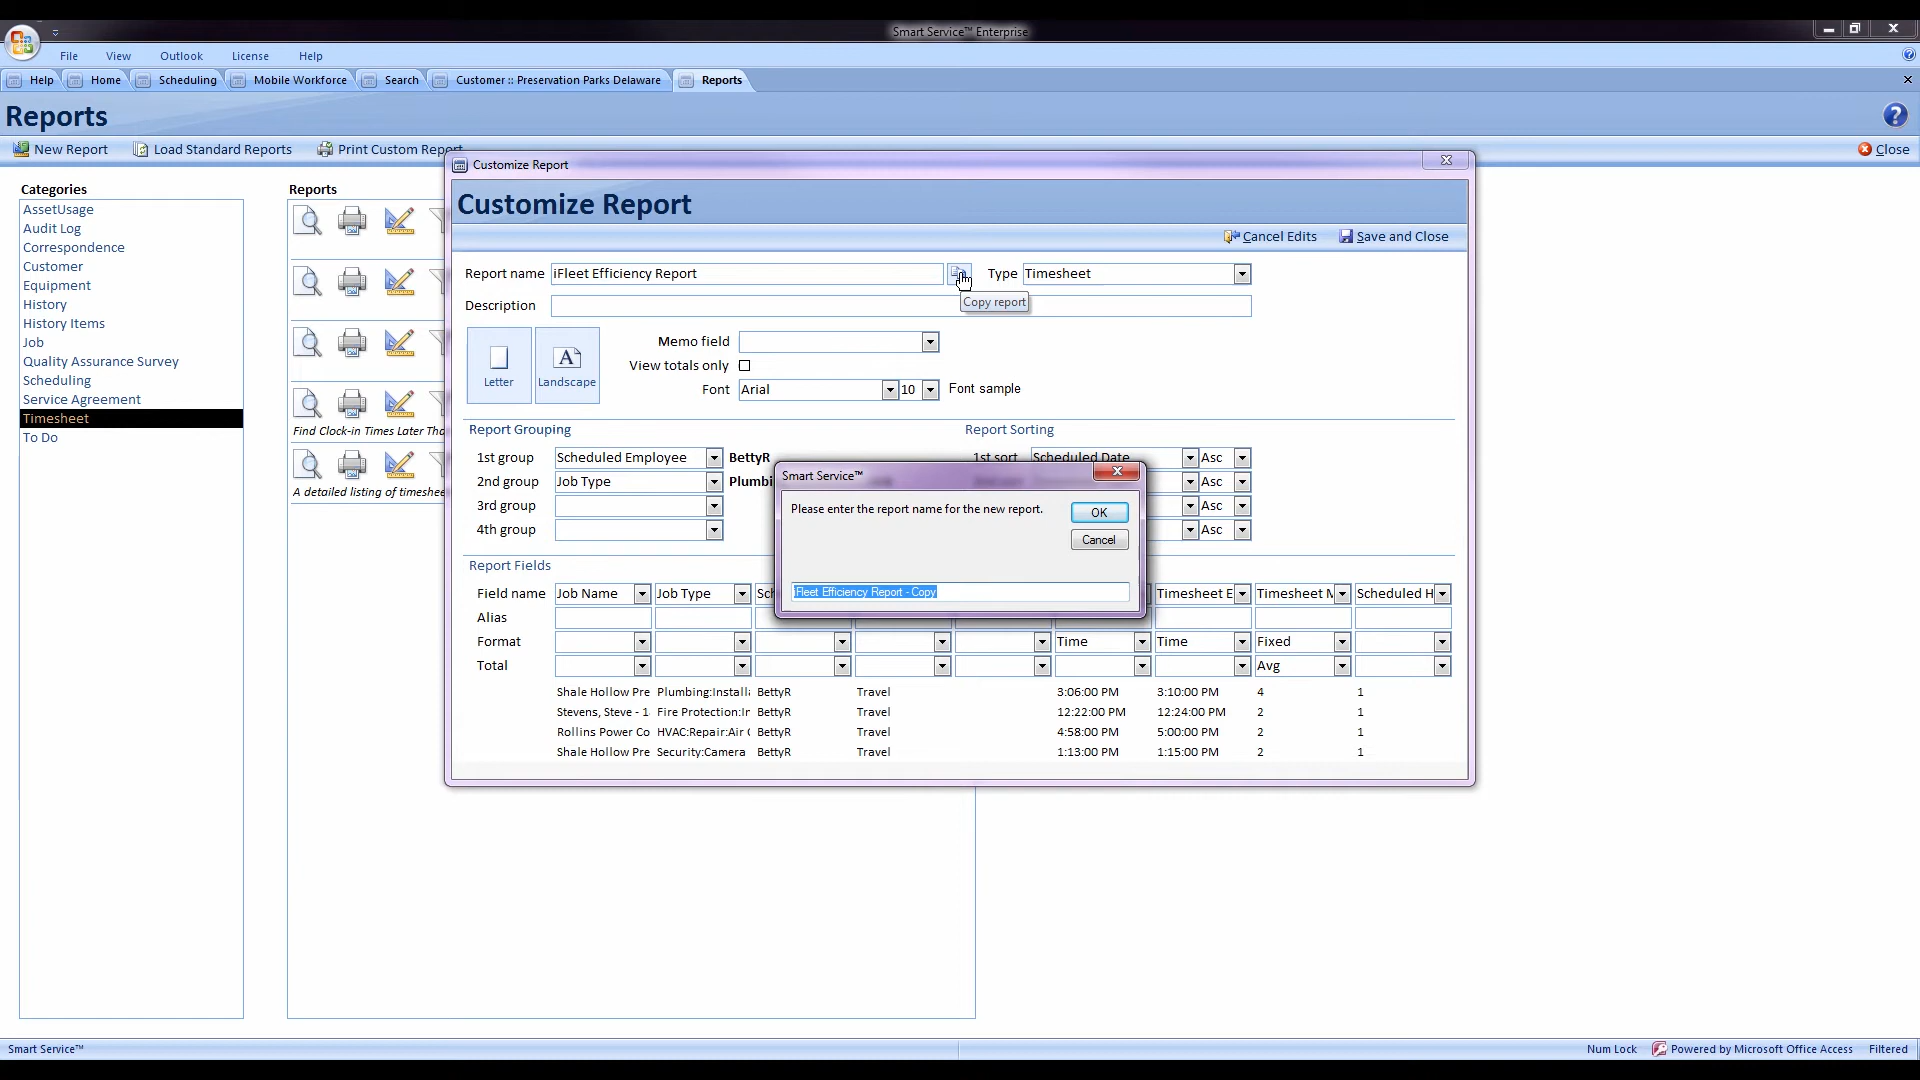 Smart Service™ Enterprise
File View Outlook License Help
Help Home Scheduling Mobile Workforce Search Customer :: Preservation Parks Delaware Reports
Reports
New Report Load Standard Reports Print Custom Report Close
Categories
AssetUsage
Audit Log
Correspondence
Customer
Equipment
History
History Items
Job
Quality Assurance Survey
Scheduling
Service Agreement
Timesheet
To Do
Reports
Find Clock-in Times Later Tha
A detailed listing of timeshee
Customize Report
Customize Report
Cancel Edits Save and Close
Report name iFleet Efficiency Report Type Timesheet
Copy report
Description
Letter Landscape
Memo field
View totals only
Font Arial 10 Font sample
Report Grouping Report Sorting
1st group Scheduled Employee BettyR 1st sort Scheduled Date Asc
2nd group Job Type Plumbi Asc
3rd group Asc
4th group Asc
Smart Service™
Please enter the report name for the new report.
OK
Cancel
iFleet Efficiency Report - Copy
Report Fields
Field name Job Name Job Type Sc Timesheet E Timesheet M Scheduled H
Alias
Format Time Time Fixed
Total Avg
Shale Hollow Pre Plumbing:Install BettyR Travel 3:06:00 PM 3:10:00 PM 4 1
Stevens, Steve - 1 Fire Protection:Ir BettyR Travel 12:22:00 PM 12:24:00 PM 2 1
Rollins Power Co HVAC:Repair:Air BettyR Travel 4:58:00 PM 5:00:00 PM 2 1
Shale Hollow Pre Security:Camera BettyR Travel 1:13:00 PM 1:15:00 PM 2 1
Smart Service™ Num Lock Powered by Microsoft Office Access Filtered